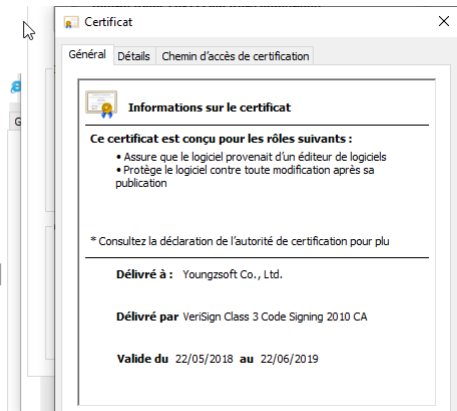 Certificat
Général Détails Chemin d'accès de certification
Informations sur le certificat
Ce certificat est conçu pour les rôles suivants :
• Assure que le logiciel provenait d'un éditeur de logiciels
• Protège le logiciel contre toute modification après sa
publication
* Consultez la déclaration de l'autorité de certification pour plu
Délivré à : Youngzsoft Co., Ltd.
Délivré par VeriSign Class 3 Code Signing 2010 CA
Valide du 22/05/2018 au 22/06/2019